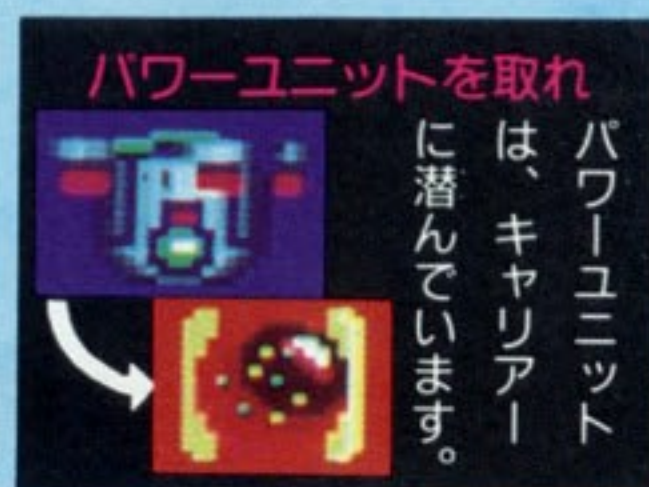 パワーユニットを取れ
パワーユニット
は、キャリアー
に潜んでいます。